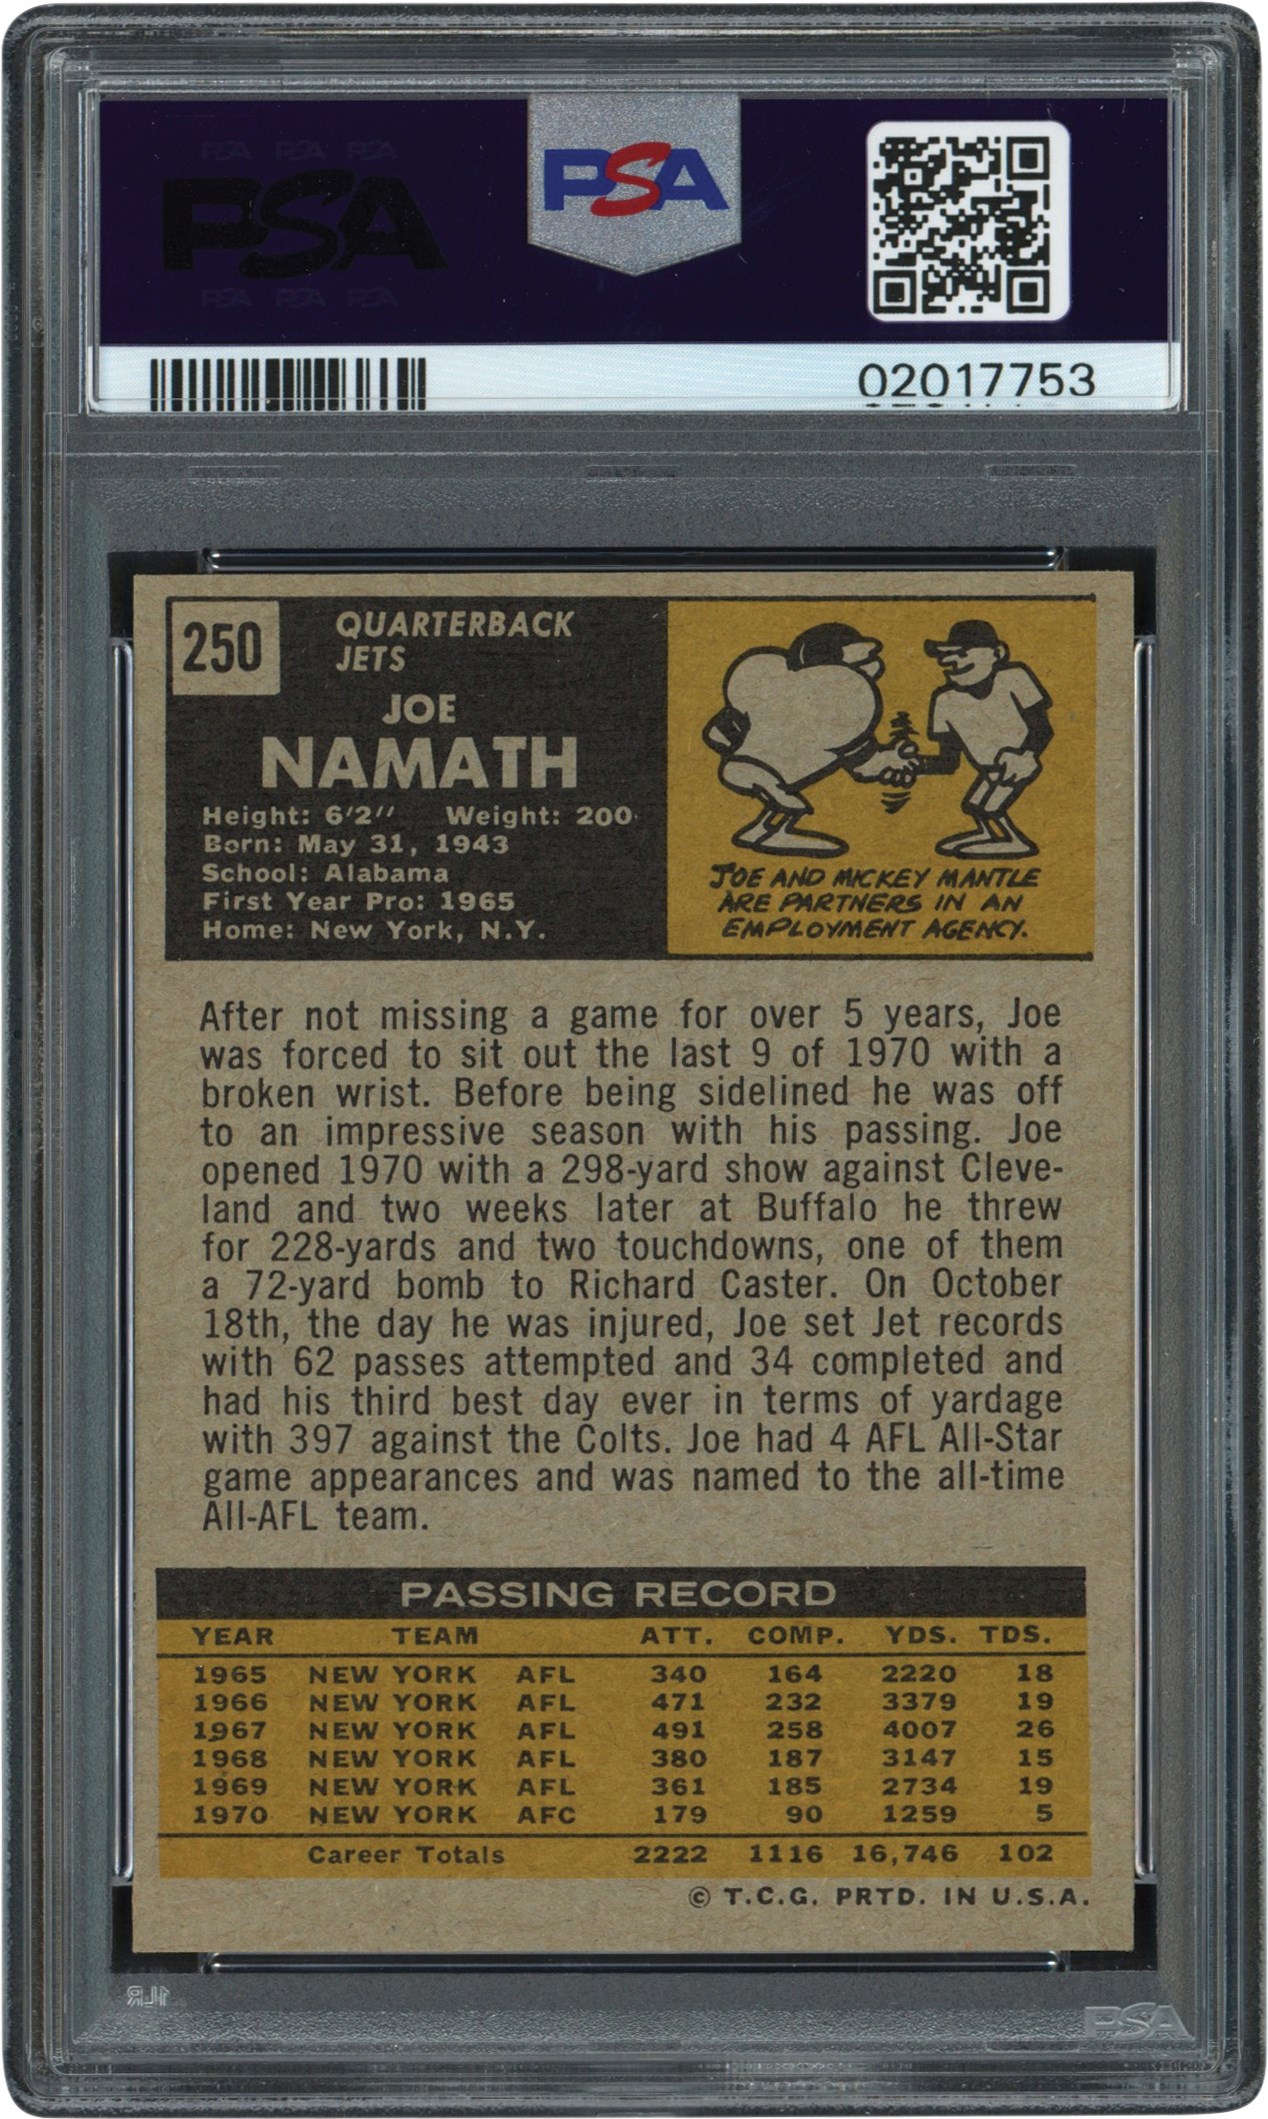 PSA PSA PSA
PSA
PSA PSA PSA
PSA
02017753
250
QUARTERBACK
JETS
JOE
NAMATH
Height: 6'2'' Weight: 200
Born: May 31, 1943
School: Alabama
First Year Pro: 1965
Home: New York, N.Y.
JOE AND MICKEY MANTLE
ARE PARTNERS IN AN
EMPLOYMENT AGENCY.
After not missing a game for over 5 years, Joe
was forced to sit out the last 9 of 1970 with a
broken wrist. Before being sidelined he was off
to an impressive season with his passing. Joe
opened 1970 with a 298-yard show against Cleve-
land and two weeks later at Buffalo he threw
for 228-yards and two touchdowns, one of them
a 72-yard bomb to Richard Caster. On October
18th, the day he was injured, Joe set Jet records
with 62 passes attempted and 34 completed and
had his third best day ever in terms of yardage
with 397 against the Colts. Joe had 4 AFL All-Star
game appearances and was named to the all-time
All-AFL team.
PASSING RECORD
YEAR TEAM ATT. COMP. YDS. TDS.
1965 NEW YORK AFL 340 164 2220 18
1966 NEW YORK AFL 471 232 3379 19
1967 NEW YORK AFL 491 258 4007 26
1968 NEW YORK AFL 380 187 3147 15
1969 NEW YORK AFL 361 185 2734 19
1970 NEW YORK AFC 179 90 1259 5
Career Totals 2222 1116 16,746 102
© T.C.G. PRTD. IN U.S.A.
PSA